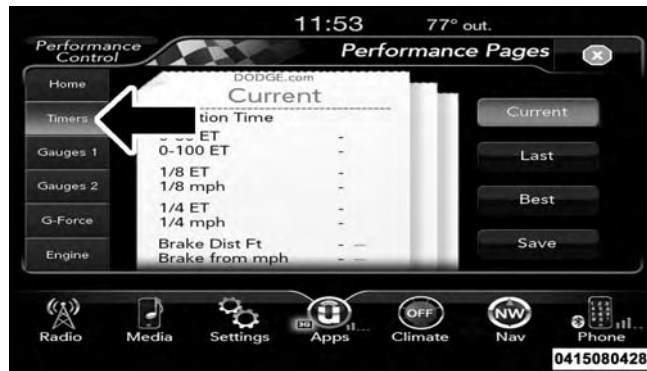 11:53 77° out.
Performance Control
Performance Pages
Home
Timers
Gauges 1
Gauges 2
G-Force
Engine
DODGE.com
Current
tion Time
ET
0-100 ET -
1/8 ET -
1/8 mph -
1/4 ET -
1/4 mph -
Brake Dist Ft - --
Brake from mph - --
Current
Last
Best
Save
Radio
Media
Settings
3G
Apps
OFF
Climate
NW
Nav
Phone
0415080428